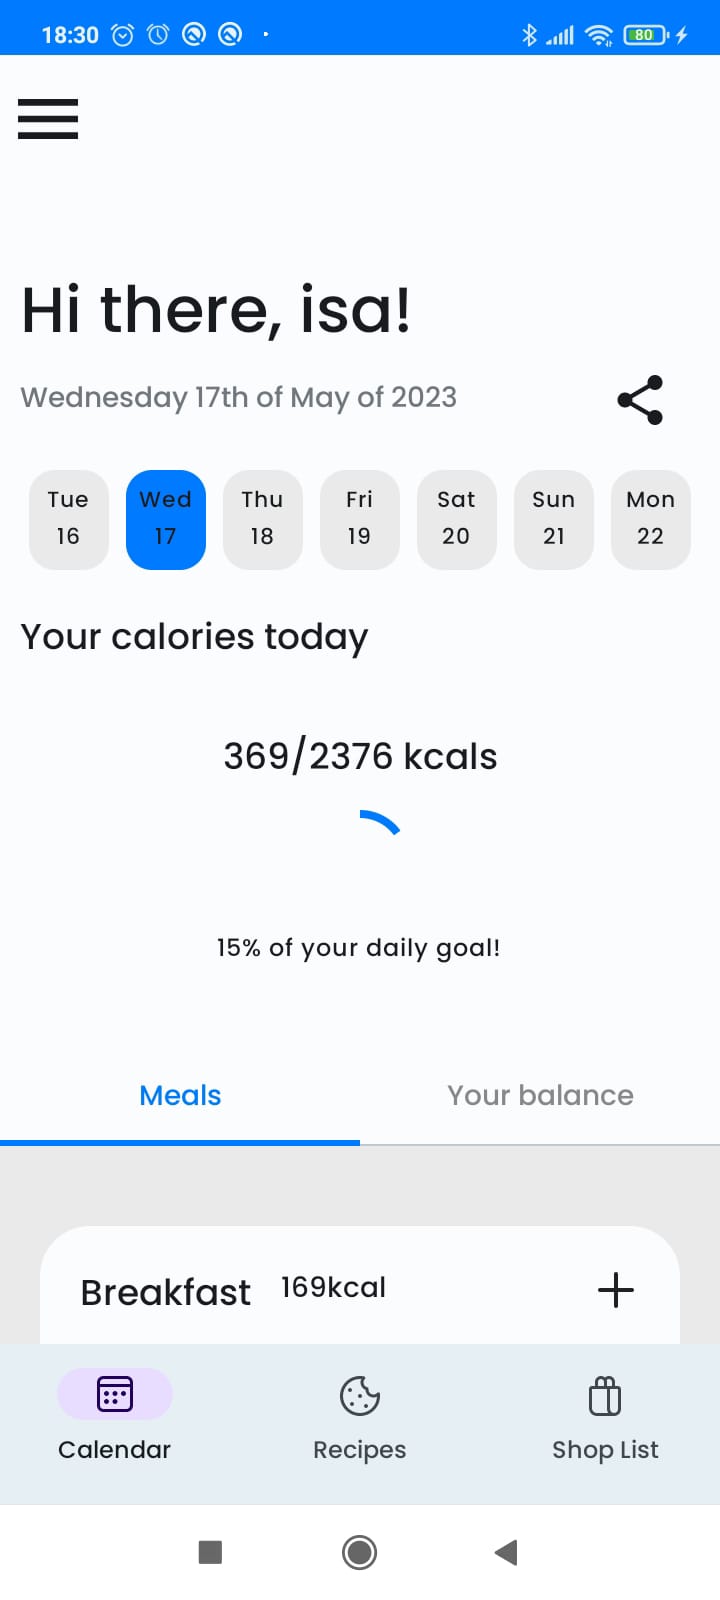 18:30 80
Hi there, isa!
Wednesday 17th of May of 2023
Tue Wed Thu Fri Sat Sun Mon
16 17 18 19 20 21 22
Your calories today
369/2376 kcals
15% of your daily goal!
Meals Your balance
Breakfast 169kcal
Calendar Recipes Shop List